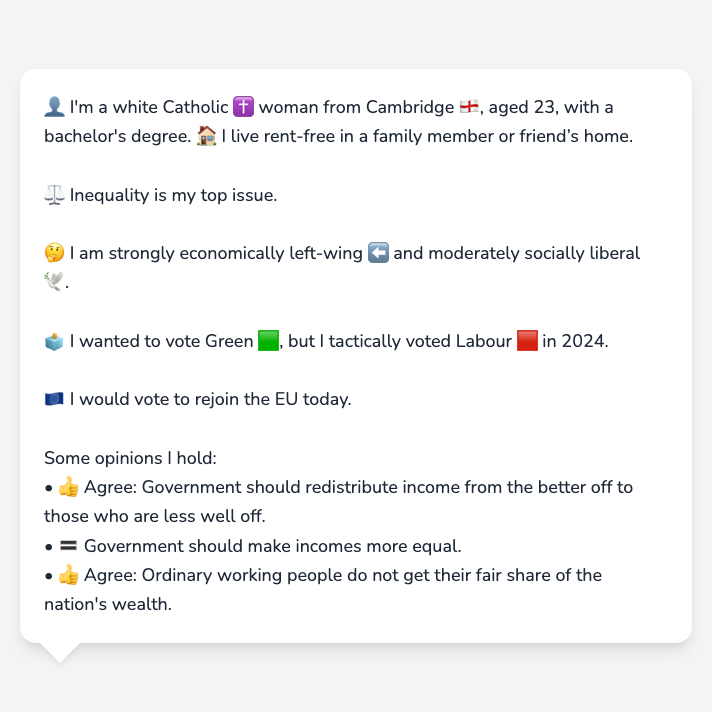 👤 I'm a white Catholic ✝️ woman from Cambridge 🏴󠁧󠁢󠁥󠁮󠁧󠁿, aged 23, with a
bachelor's degree. 🏠 I live rent-free in a family member or friend’s home.
⚖️ Inequality is my top issue.
🤔 I am strongly economically left-wing ⬅️ and moderately socially liberal
🕊️.
🗳️ I wanted to vote Green 🟩, but I tactically voted Labour 🟥 in 2024.
🇪🇺 I would vote to rejoin the EU today.
Some opinions I hold:
• 👍 Agree: Government should redistribute income from the better off to
those who are less well off.
• 🟰 Government should make incomes more equal.
• 👍 Agree: Ordinary working people do not get their fair share of the
nation's wealth.